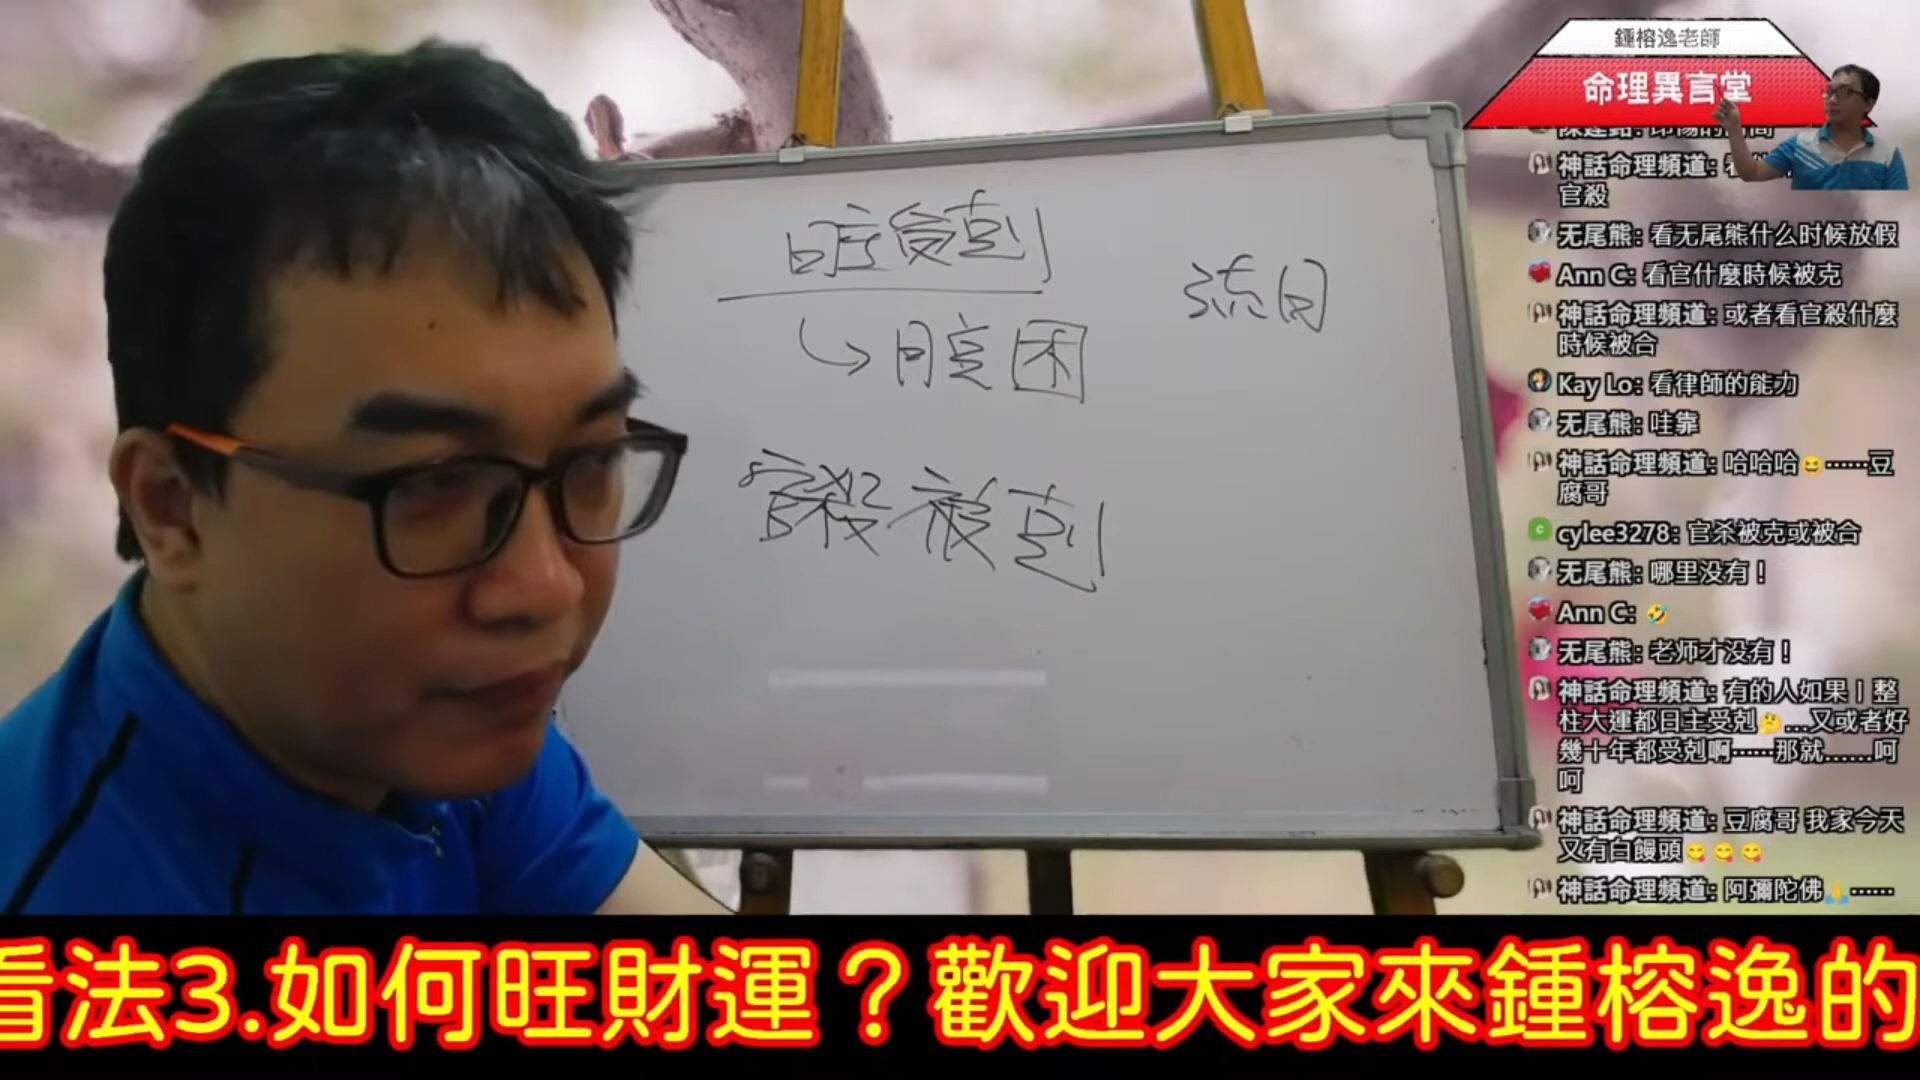 鍾榕逸老師
命理異言堂
日主受剋
流日
日主困
官殺被剋
神話命理頻道:
官殺
无尾熊: 看无尾熊什么时候放假
Ann C: 看官什麼時候被克
神話命理頻道: 或者看官殺什麼
時候被合
Kay Lo: 看律師的能力
无尾熊: 哇靠
神話命理頻道: 哈哈哈😆⋯⋯豆
腐哥
cylee3278: 官杀被克或被合
无尾熊: 哪里没有！
Ann C: 🤣
无尾熊: 老师才没有！
神話命理頻道: 有的人如果丨整
柱大運都日主受剋🤔...又或者好
幾十年都受剋啊⋯⋯那就......呵
呵
神話命理頻道: 豆腐哥 我家今天
又有白饅頭😋😋😋
神話命理頻道: 阿彌陀佛🙏⋯⋯
看法3.如何旺財運？歡迎大家來鍾榕逸的